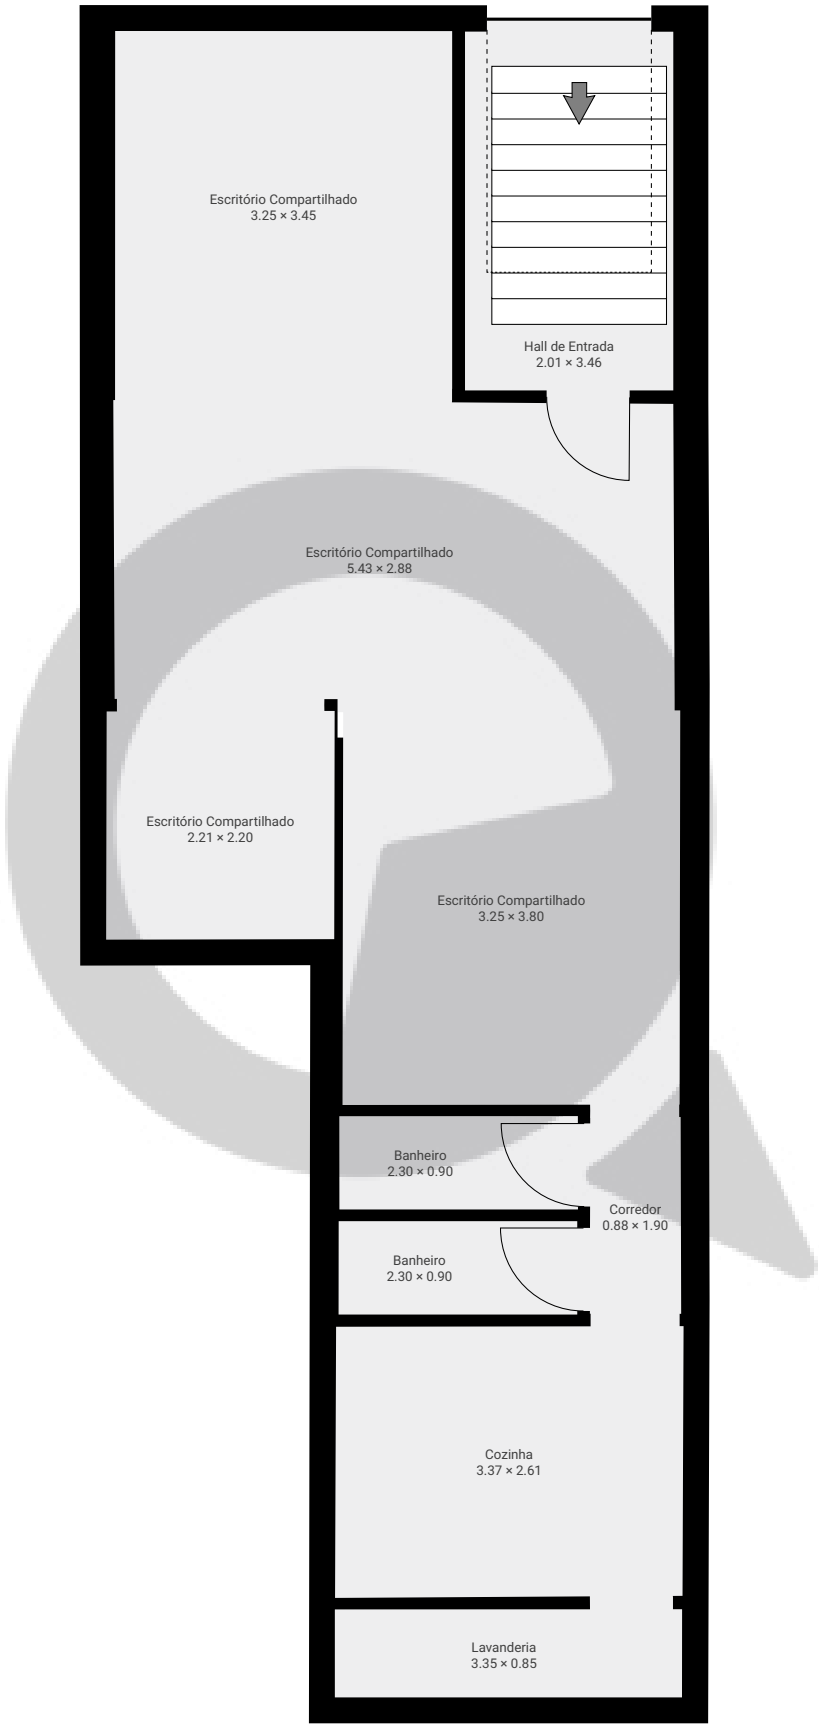 Escritório Compartilhado
3.25 × 3.45
Hall de Entrada
2.01 × 3.46
Escritório Compartilhado
5.43 × 2.88
Escritório Compartilhado
2.21 × 2.20
Escritório Compartilhado
3.25 × 3.80
Banheiro
2.30 × 0.90
Corredor
0.88 × 1.90
Banheiro
2.30 × 0.90
Cozinha
3.37 × 2.61
Lavanderia
3.35 × 0.85